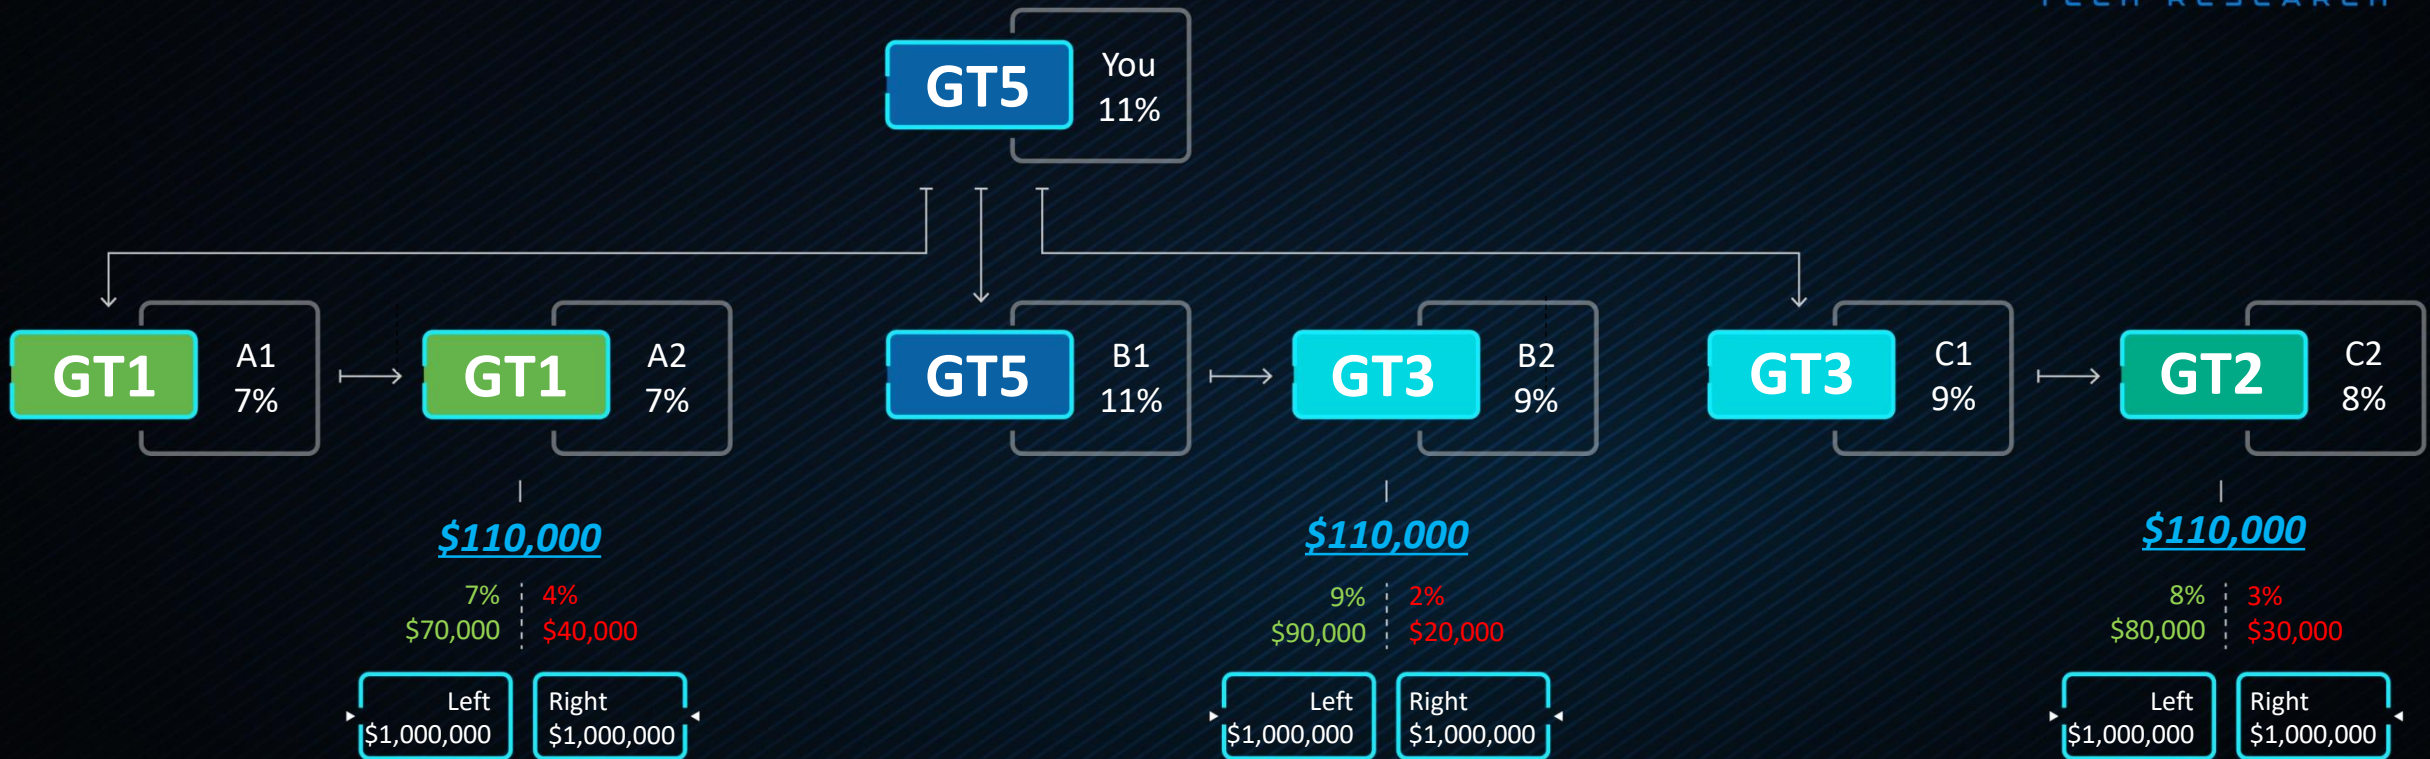 TECH RESEARCH
GT5
You
11%
GT1
A1
7%
GT1
A2
7%
GT5
B1
11%
GT3
B2
9%
GT3
C1
9%
GT2
C2
8%
$110,000
7%
4%
$70,000
$40,000
Left
$1,000,000
Right
$1,000,000
$110,000
9%
2%
$90,000
$20,000
Left
$1,000,000
Right
$1,000,000
$110,000
8%
3%
$80,000
$30,000
Left
$1,000,000
Right
$1,000,000